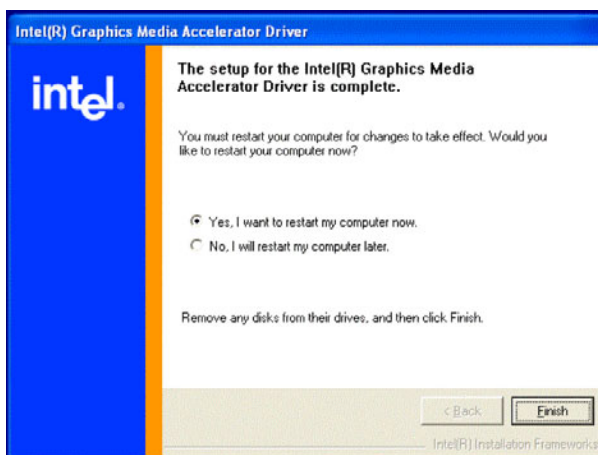 Intel(R) Graphics Media Accelerator Driver
intel.
The setup for the Intel(R) Graphics Media
Accelerator Driver is complete.
You must restart your computer for changes to take effect. Would you
like to restart your computer now?
Yes, I want to restart my computer now.
No, I will restart my computer later.
Remove any disks from their drives, and then click Finish.
< Back
Finish
Intel(R) Installation Frameworks